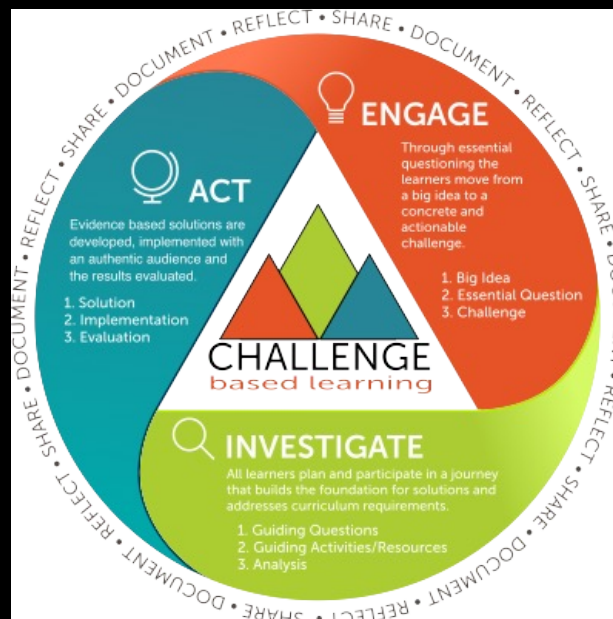 DOCUMENT • REFLECT • SHARE • DOCUMENT • REFLECT • SHARE • DOCUMENT • REFLECT • SHARE • DOCUMENT • REFLECT • SHARE • DOCUMENT • REFLECT • SHARE • DOCUMENT • REFLECT • SHARE •
ENGAGE
Through essential
questioning the
learners move from
a big idea to a
concrete and
actionable
challenge.
1. Big Idea
2. Essential Question
3. Challenge
ACT
Evidence based solutions are
developed, implemented with
an authentic audience and
the results evaluated.
1. Solution
2. Implementation
3. Evaluation
CHALLENGE
based learning
INVESTIGATE
All learners plan and participate in a journey
that builds the foundation for solutions and
addresses curriculum requirements.
1. Guiding Questions
2. Guiding Activities/Resources
3. Analysis